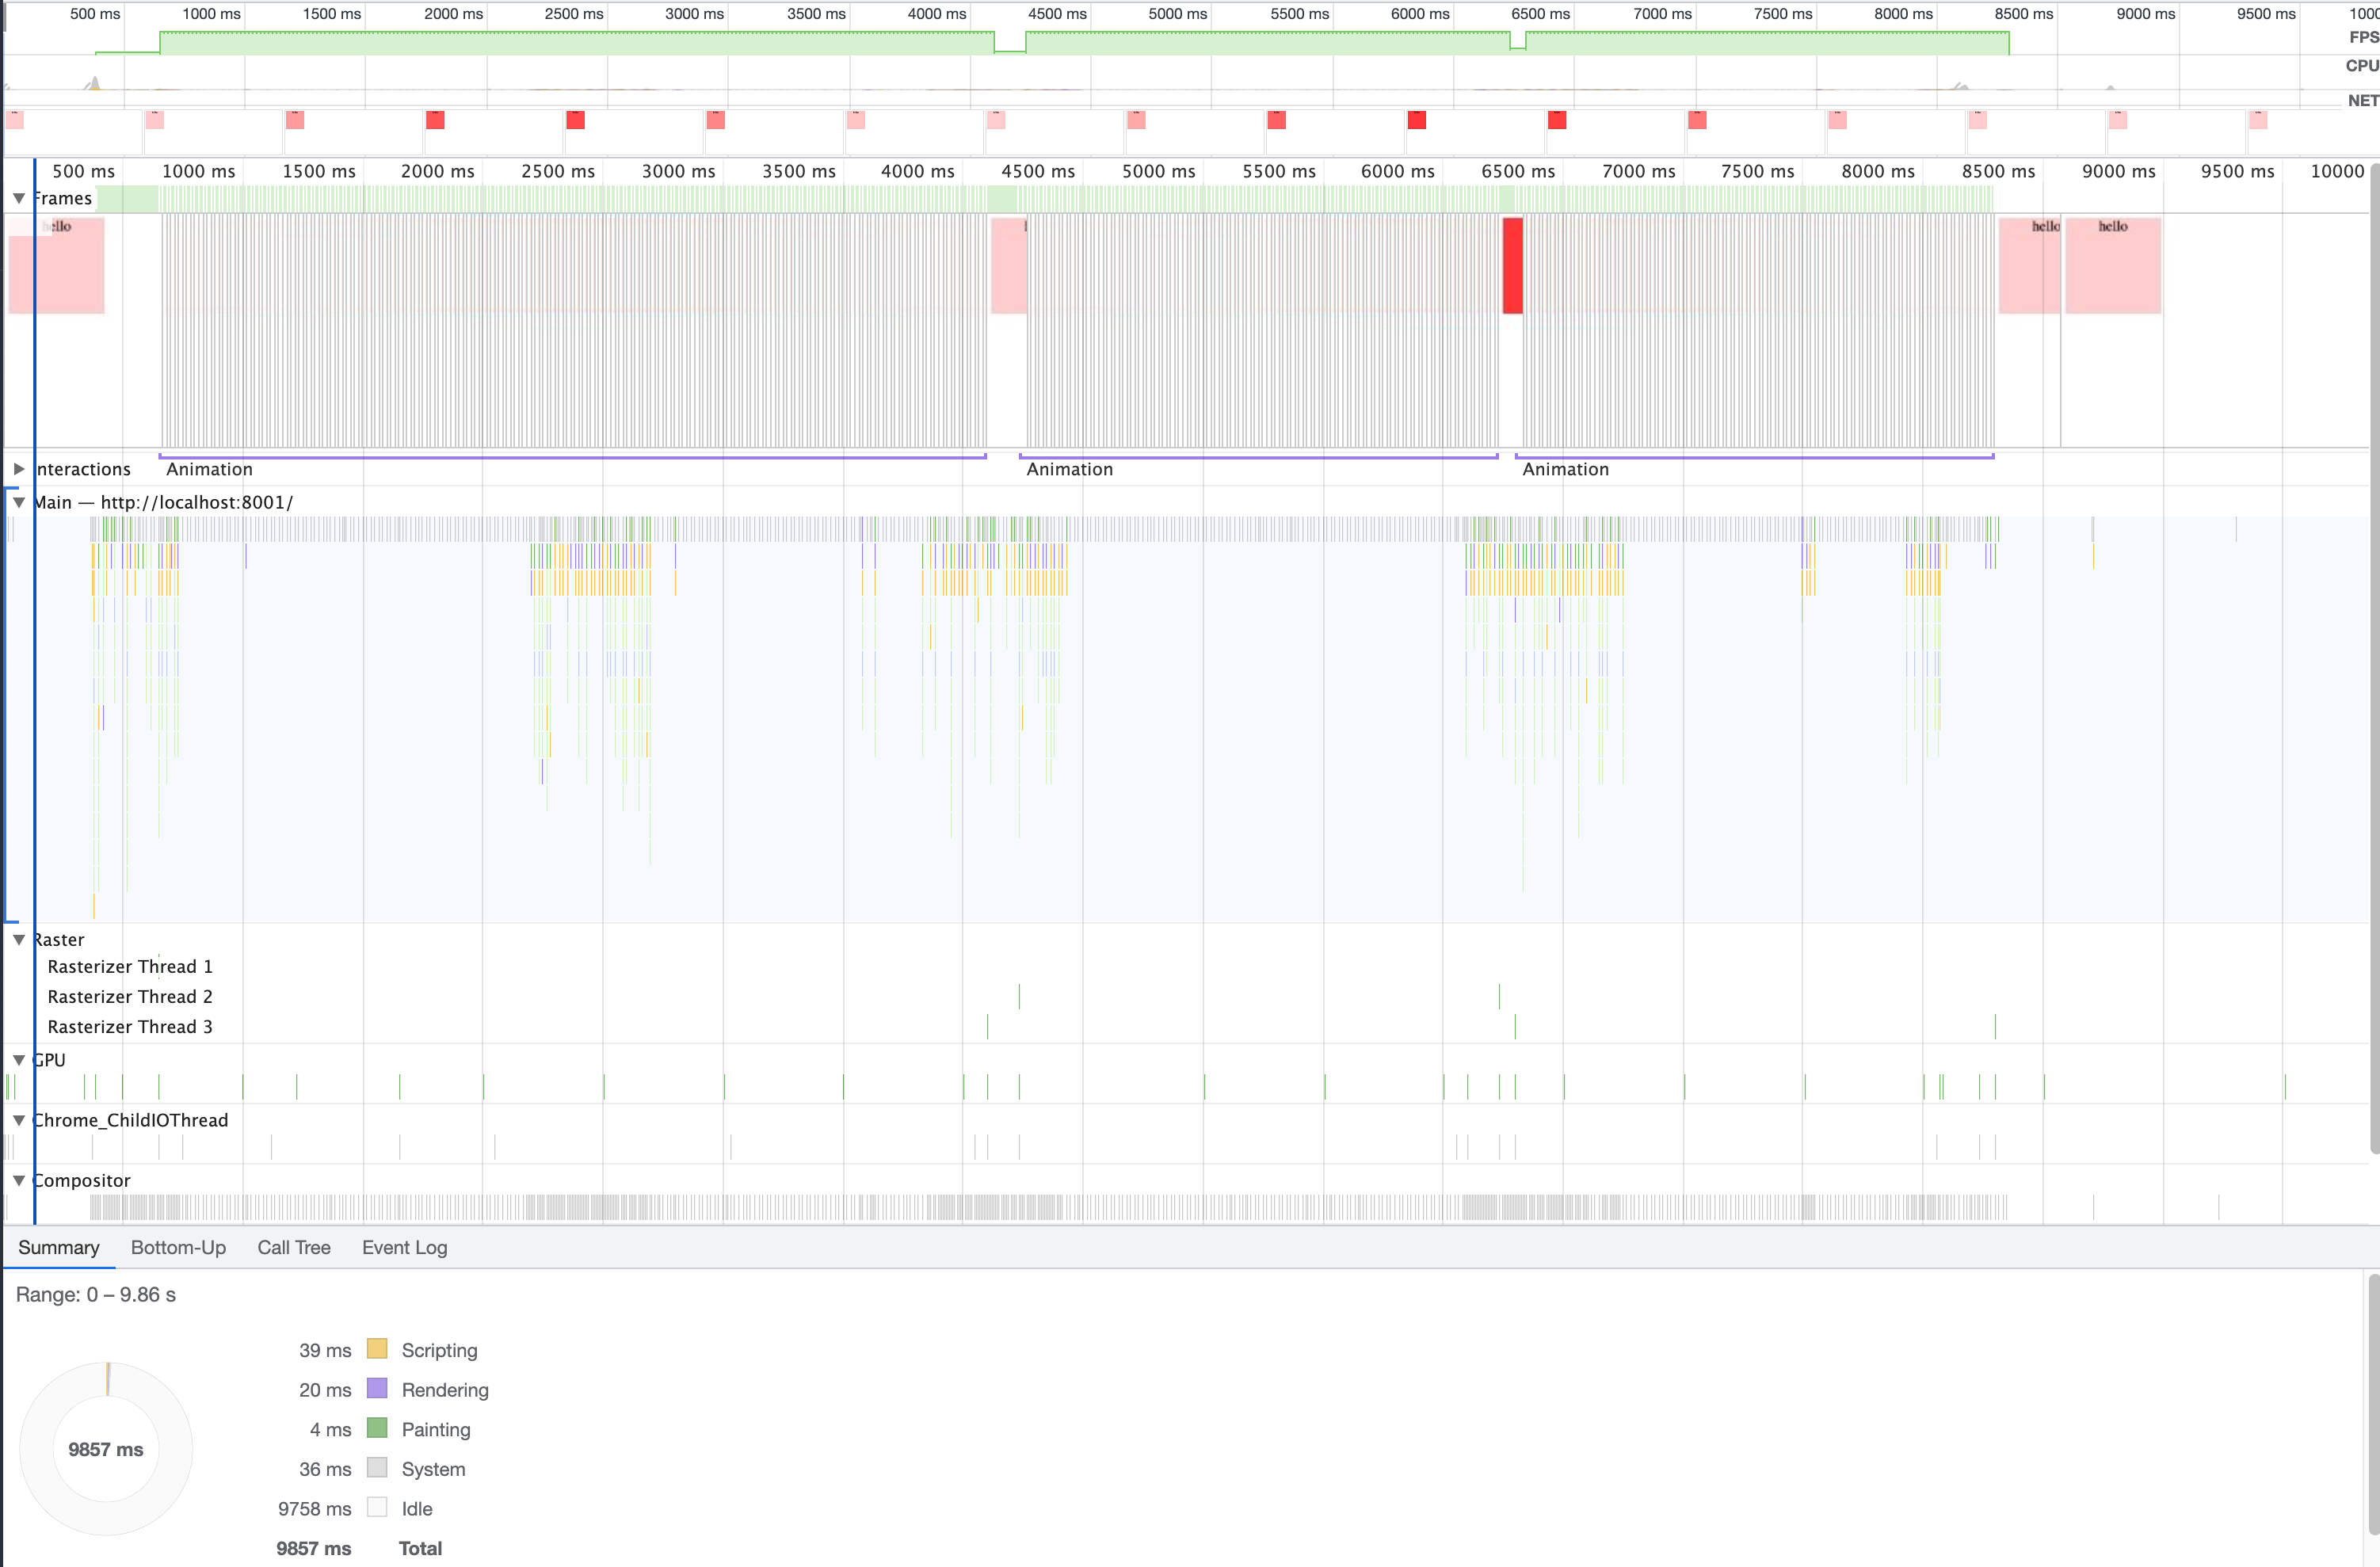 500 ms 1000 ms 1500 ms 2000 ms 2500 ms 3000 ms 3500 ms 4000 ms 4500 ms 5000 ms 5500 ms 6000 ms 6500 ms 7000 ms 7500 ms 8000 ms 8500 ms 9000 ms 9500 ms 1000
FPS
CPU
NET
500 ms 1000 ms 1500 ms 2000 ms 2500 ms 3000 ms 3500 ms 4000 ms 4500 ms 5000 ms 5500 ms 6000 ms 6500 ms 7000 ms 7500 ms 8000 ms 8500 ms 9000 ms 9500 ms 10000
Frames
hello hello hello
Interactions Animation Animation Animation
Main — http://localhost:8001/
Raster
Rasterizer Thread 1
Rasterizer Thread 2
Rasterizer Thread 3
GPU
Chrome_ChildIOThread
Compositor
Summary Bottom-Up Call Tree Event Log
Range: 0 – 9.86 s
39 ms Scripting
20 ms Rendering
4 ms Painting
9857 ms
36 ms System
9758 ms Idle
9857 ms Total